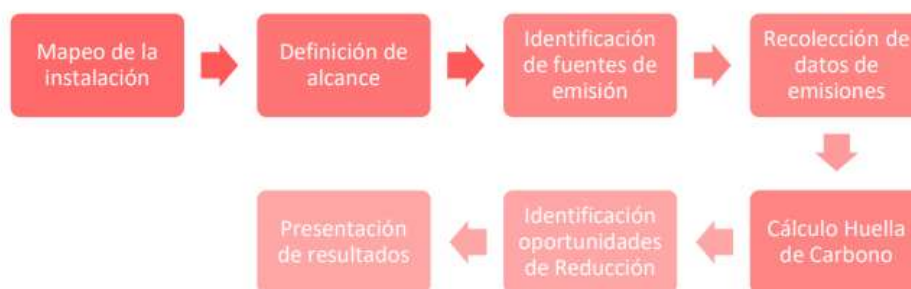 Mapeo de la
instalación
Definición de
alcance
Identificación
de fuentes de
emisión
Recolección de
datos de
emisiones
Cálculo Huella
de Carbono
Identificación
oportunidades
de Reducción
Presentación
de resultados